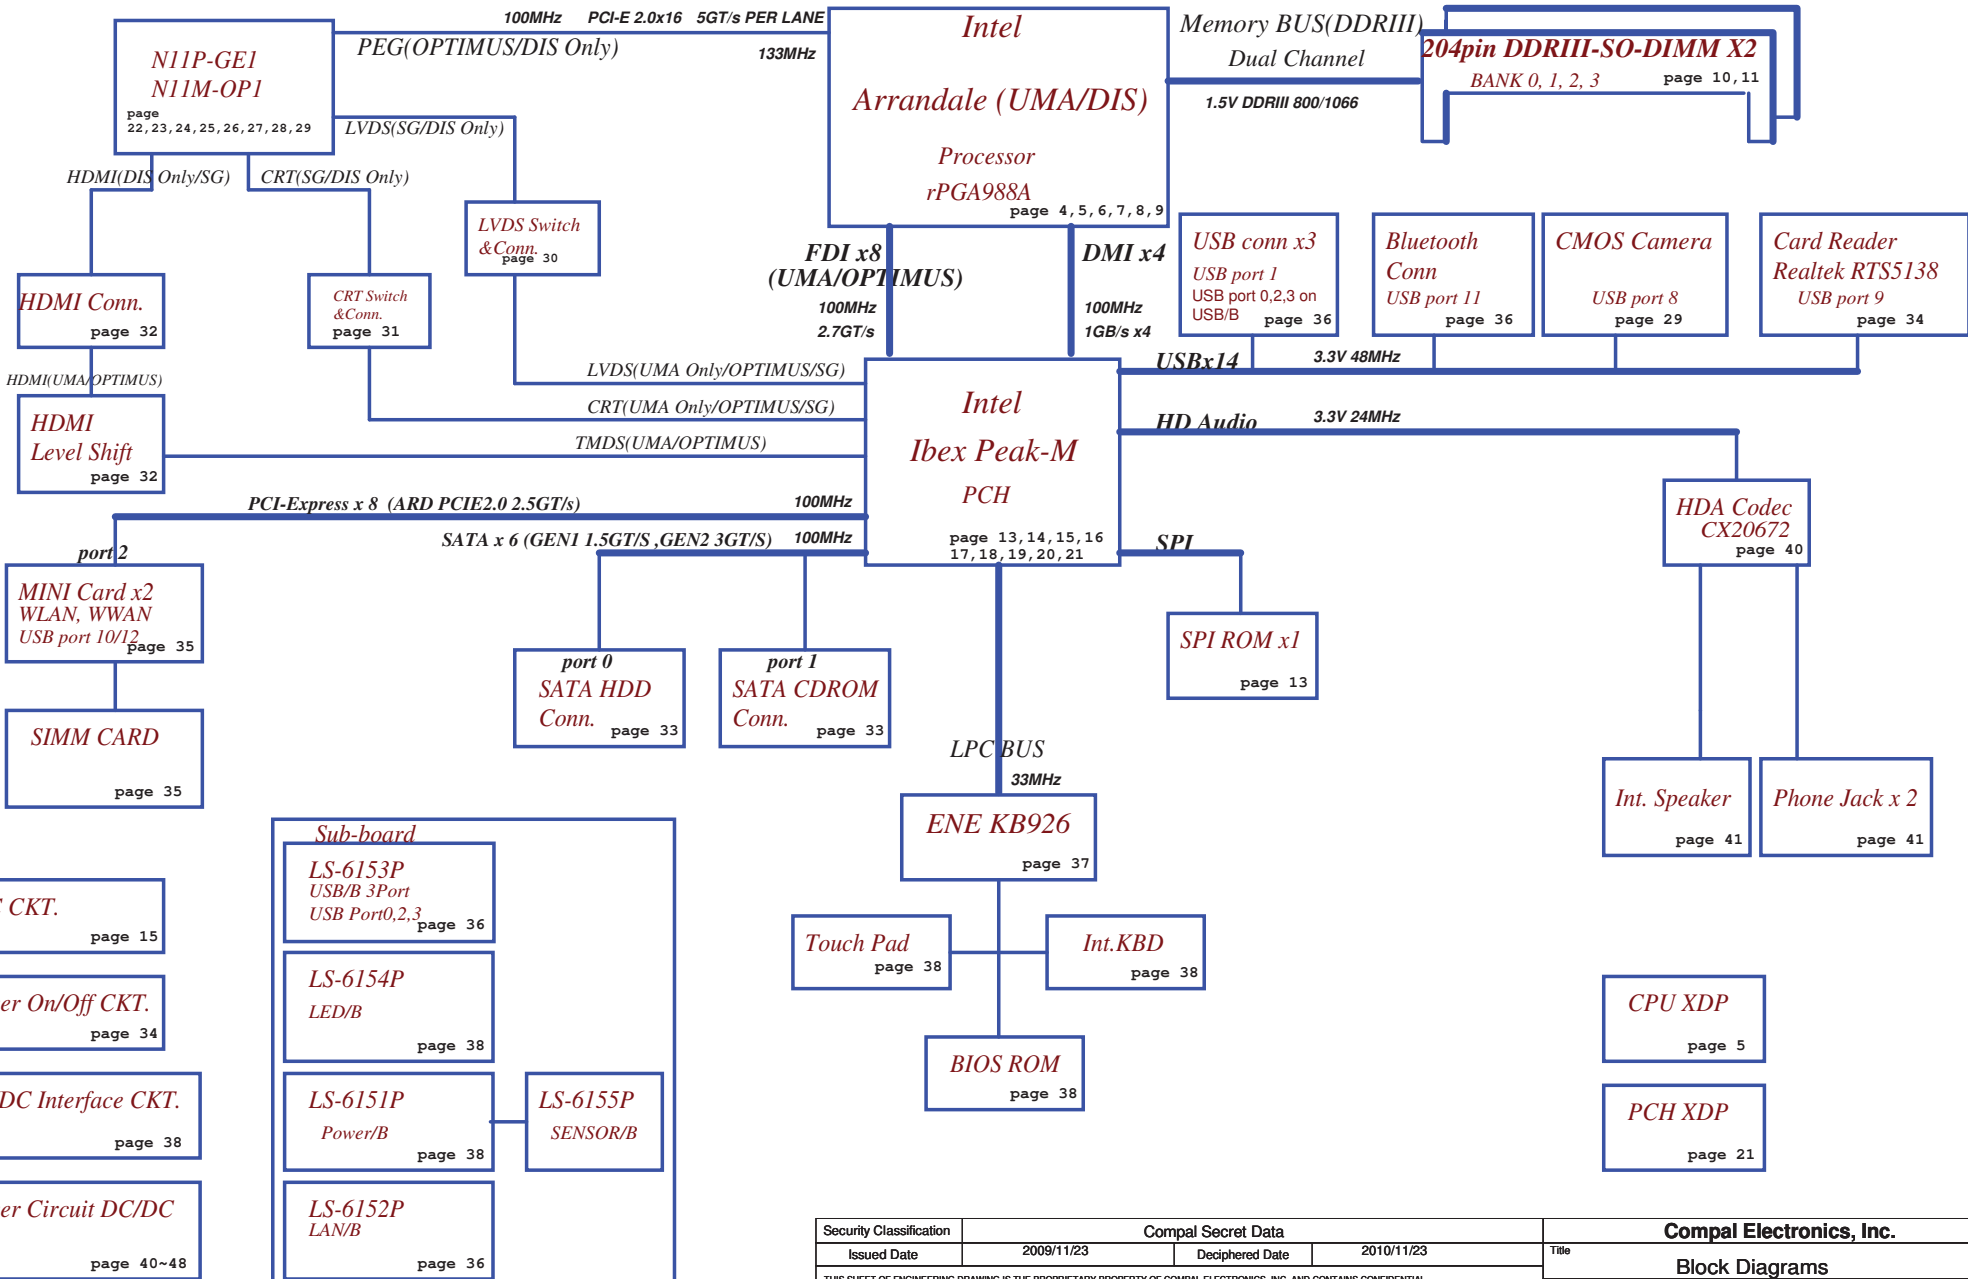 100MHz PCI-E 2.0x16 5GT/s PER LANE
PEG(OPTIMUS/DIS Only)
133MHz
N11P-GE1
N11M-OP1
page
22,23,24,25,26,27,28,29
Intel
Arrandale (UMA/DIS)
Processor
rPGA988A
page 4,5,6,7,8,9
Memory BUS(DDRIII)
Dual Channel
1.5V DDRIII 800/1066
204pin DDRIII-SO-DIMM X2
BANK 0, 1, 2, 3 page 10,11
LVDS(SG/DIS Only)
HDMI(DIS Only/SG)
CRT(SG/DIS Only)
LVDS Switch
&Conn.
page 30
HDMI Conn.
page 32
CRT Switch
&Conn.
page 31
FDI x8
(UMA/OPTIMUS)
100MHz
2.7GT/s
DMI x4
100MHz
1GB/s x4
USB conn x3
USB port 1
USB port 0,2,3 on
USB/B page 36
Bluetooth
Conn
USB port 11
page 36
CMOS Camera
USB port 8
page 29
Card Reader
Realtek RTS5138
USB port 9
page 34
HDMI(UMA/OPTIMUS)
HDMI
Level Shift
page 32
LVDS(UMA Only/OPTIMUS/SG)
CRT(UMA Only/OPTIMUS/SG)
TMDS(UMA/OPTIMUS)
Intel
Ibex Peak-M
PCH
page 13,14,15,16
17,18,19,20,21
USBx14
3.3V 48MHz
HD Audio
3.3V 24MHz
SPI
PCI-Express x 8 (ARD PCIE2.0 2.5GT/s)
100MHz
SATA x 6 (GEN1 1.5GT/S ,GEN2 3GT/S)
100MHz
HDA Codec
CX20672
page 40
port 2
MINI Card x2
WLAN, WWAN
USB port 10/12
page 35
SIMM CARD
page 35
port 0
SATA HDD
Conn.
page 33
port 1
SATA CDROM
Conn.
page 33
SPI ROM x1
page 13
LPC BUS
33MHz
ENE KB926
page 37
Int. Speaker
page 41
Phone Jack x 2
page 41
Touch Pad
page 38
Int.KBD
page 38
BIOS ROM
page 38
CKT.
page 15
er On/Off CKT.
page 34
DC Interface CKT.
page 38
er Circuit DC/DC
page 40~48
Sub-board
LS-6153P
USB/B 3Port
USB Port0,2,3
page 36
LS-6154P
LED/B
page 38
LS-6151P
Power/B
page 38
LS-6155P
SENSOR/B
LS-6152P
LAN/B
page 36
CPU XDP
page 5
PCH XDP
page 21
Security Classification
Compal Secret Data
Compal Electronics, Inc.
Issued Date
2009/11/23
Deciphered Date
2010/11/23
Title
Block Diagrams
THIS SHEET OF ENGINEERING DRAWING IS THE PROPRIETARY PROPERTY OF COMPAL ELECTRONICS, INC. AND CONTAINS CONFIDENTIAL